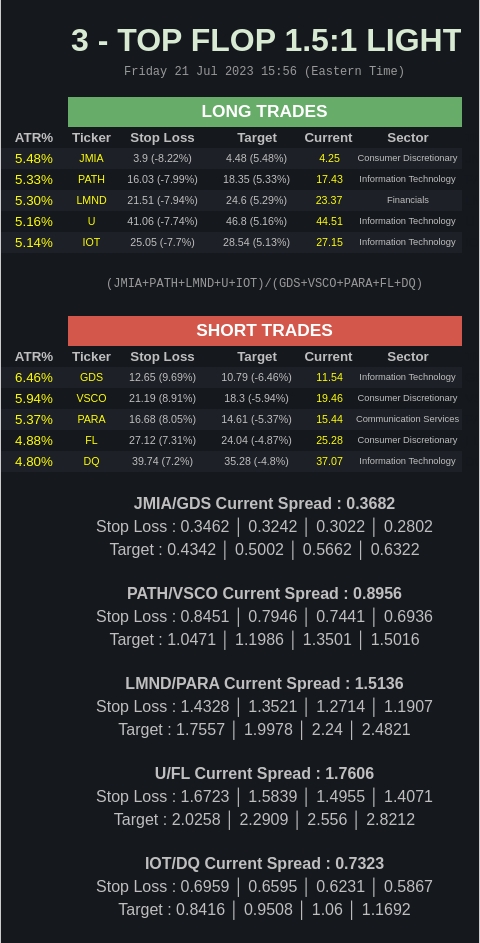 3 - TOP FLOP 1.5:1 LIGHT
Friday 21 Jul 2023 15:56 (Eastern Time)
LONG TRADES
ATR% Ticker Stop Loss Target Current Sector
5.48% JMIA 3.9 (-8.22%) 4.48 (5.48%) 4.25 Consumer Discretionary
5.33% PATH 16.03 (-7.99%) 18.35 (5.33%) 17.43 Information Technology
5.30% LMND 21.51 (-7.94%) 24.6 (5.29%) 23.37 Financials
5.16% U 41.06 (-7.74%) 46.8 (5.16%) 44.51 Information Technology
5.14% IOT 25.05 (-7.7%) 28.54 (5.13%) 27.15 Information Technology
(JMIA+PATH+LMND+U+IOT)/(GDS+VSCO+PARA+FL+DQ)
SHORT TRADES
ATR% Ticker Stop Loss Target Current Sector
6.46% GDS 12.65 (9.69%) 10.79 (-6.46%) 11.54 Information Technology
5.94% VSCO 21.19 (8.91%) 18.3 (-5.94%) 19.46 Consumer Discretionary
5.37% PARA 16.68 (8.05%) 14.61 (-5.37%) 15.44 Communication Services
4.88% FL 27.12 (7.31%) 24.04 (-4.87%) 25.28 Consumer Discretionary
4.80% DQ 39.74 (7.2%) 35.28 (-4.8%) 37.07 Information Technology
JMIA/GDS Current Spread : 0.3682
Stop Loss : 0.3462 │ 0.3242 │ 0.3022 │ 0.2802
Target : 0.4342 │ 0.5002 │ 0.5662 │ 0.6322
PATH/VSCO Current Spread : 0.8956
Stop Loss : 0.8451 │ 0.7946 │ 0.7441 │ 0.6936
Target : 1.0471 │ 1.1986 │ 1.3501 │ 1.5016
LMND/PARA Current Spread : 1.5136
Stop Loss : 1.4328 │ 1.3521 │ 1.2714 │ 1.1907
Target : 1.7557 │ 1.9978 │ 2.24 │ 2.4821
U/FL Current Spread : 1.7606
Stop Loss : 1.6723 │ 1.5839 │ 1.4955 │ 1.4071
Target : 2.0258 │ 2.2909 │ 2.556 │ 2.8212
IOT/DQ Current Spread : 0.7323
Stop Loss : 0.6959 │ 0.6595 │ 0.6231 │ 0.5867
Target : 0.8416 │ 0.9508 │ 1.06 │ 1.1692